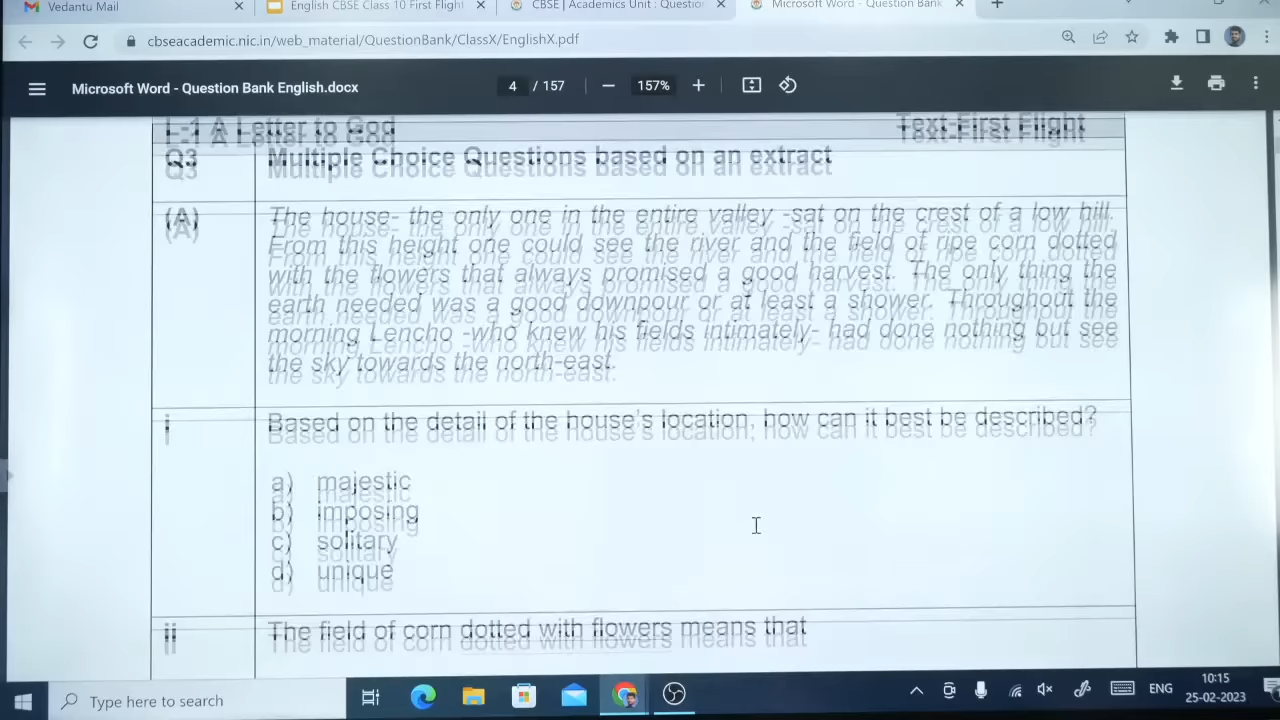 Vedantu Mail
English CBSE Class 10 First Flight
CBSE | Academics Unit : Question
Microsoft Word - Question Bank
cbseacademic.nic.in/web_material/QuestionBank/ClassX/EnglishX.pdf
Microsoft Word - Question Bank English.docx
4 / 157
157%
L-1 A Letter to God
Text-First Flight
Q3
Multiple Choice Questions based on an extract
(A)
The house- the only one in the entire valley -sat on the crest of a low hill.
From this height one could see the river and the field of ripe corn dotted
with the flowers that always promised a good harvest. The only thing the
earth needed was a good downpour or at least a shower. Throughout the
morning Lencho -who knew his fields intimately- had done nothing but see
the sky towards the north-east.
i
Based on the detail of the house's location, how can it best be described?
a) majestic
b) imposing
c) solitary
d) unique
ii
The field of corn dotted with flowers means that
Type here to search
ENG
10:15
25-02-2023